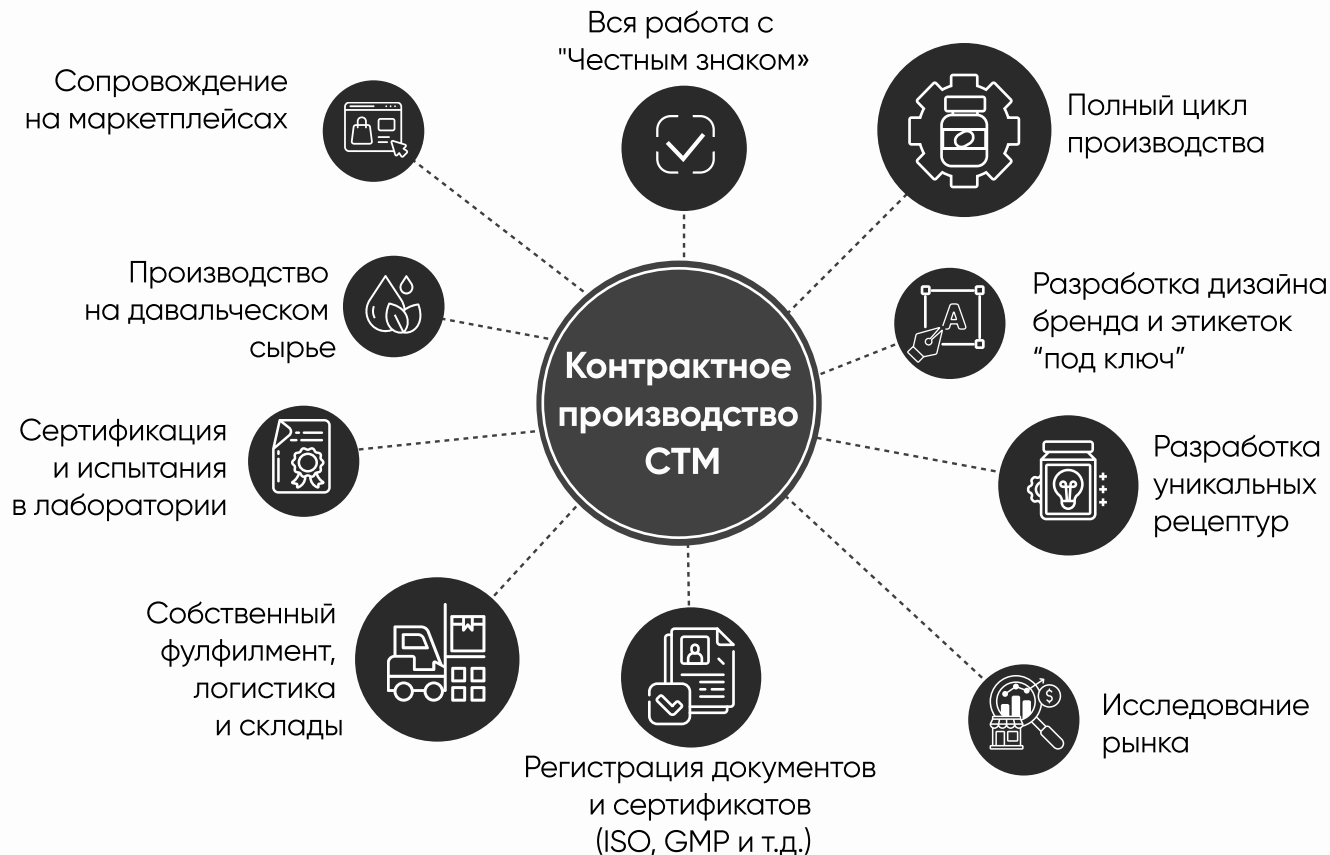 Вся работа с
"Честным знаком»
Сопровождение
на маркетплейсах
Полный цикл
производства
Производство
на давальческом
сырье
Разработка дизайна
бренда и этикеток
“под ключ”
Контрактное
производство
СТМ
Сертификация
и испытания
в лаборатории
Разработка
уникальных
рецептур
Собственный
фулфилмент,
логистика
и склады
Исследование
рынка
Регистрация документов
и сертификатов
(ISO, GMP и т.д.)
A
$